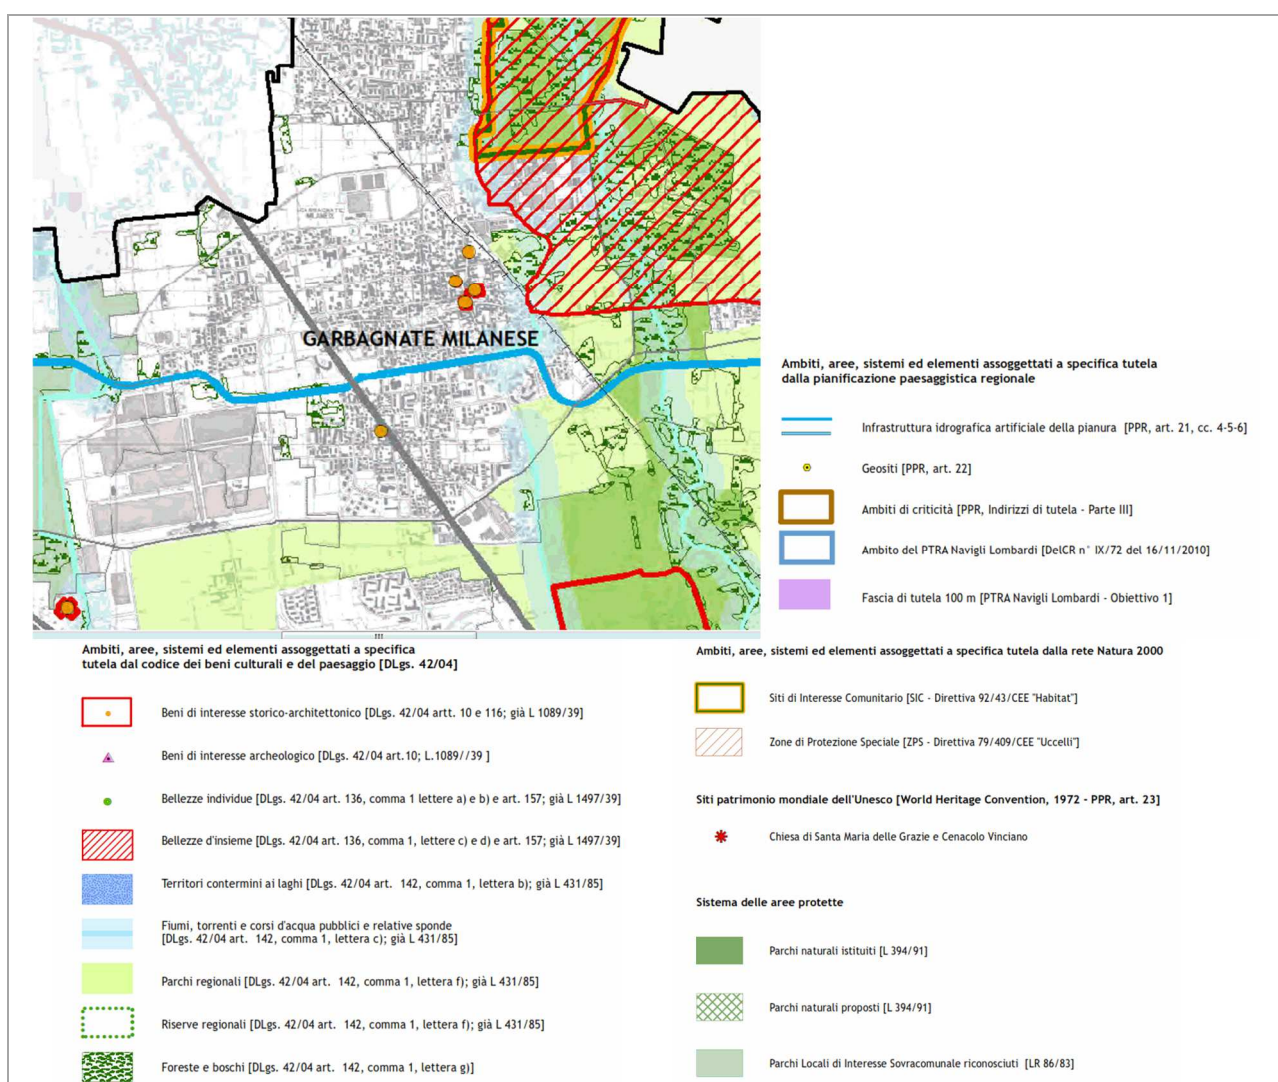 GARBAGNATE
MILANESE
GARBAGNATE MILANESE
Ambiti, aree, sistemi ed elementi assoggettati a specifica tutela
dalla pianificazione paesaggistica regionale
Infrastruttura idrografica artificiale della pianura [PPR, art. 21, cc. 4-5-6]
Geositi [PPR, art. 22]
Ambiti di criticità [PPR, Indirizzi di tutela - Parte III]
Ambito del PTRA Navigli Lombardi [DelCR n° IX/72 del 16/11/2010]
Fascia di tutela 100 m [PTRA Navigli Lombardi - Obiettivo 1]
Ambiti, aree, sistemi ed elementi assoggettati a specifica
tutela dal codice dei beni culturali e del paesaggio [DLgs. 42/04]
Beni di interesse storico-architettonico [DLgs. 42/04 artt. 10 e 116; già L 1089/39]
Beni di interesse archeologico [DLgs. 42/04 art.10; L.1089//39 ]
Bellezze individue [DLgs. 42/04 art. 136, comma 1 lettere a) e b) e art. 157; già L 1497/39]
Bellezze d'insieme [DLgs. 42/04 art. 136, comma 1, lettere c) e d) e art. 157; già L 1497/39]
Territori contermini ai laghi [DLgs. 42/04 art. 142, comma 1, lettera b); già L 431/85]
Fiumi, torrenti e corsi d'acqua pubblici e relative sponde
[DLgs. 42/04 art. 142, comma 1, lettera c); già L 431/85]
Parchi regionali [DLgs. 42/04 art. 142, comma 1, lettera f); già L 431/85]
Riserve regionali [DLgs. 42/04 art. 142, comma 1, lettera f); già L 431/85]
Foreste e boschi [DLgs. 42/04 art. 142, comma 1, lettera g)]
Ambiti, aree, sistemi ed elementi assoggettati a specifica tutela dalla rete Natura 2000
Siti di Interesse Comunitario [SIC - Direttiva 92/43/CEE "Habitat"]
Zone di Protezione Speciale [ZPS - Direttiva 79/409/CEE "Uccelli"]
Siti patrimonio mondiale dell'Unesco [World Heritage Convention, 1972 - PPR, art. 23]
Chiesa di Santa Maria delle Grazie e Cenacolo Vinciano
Sistema delle aree protette
Parchi naturali istituiti [L 394/91]
Parchi naturali proposti [L 394/91]
Parchi Locali di Interesse Sovracomunale riconosciuti [LR 86/83]